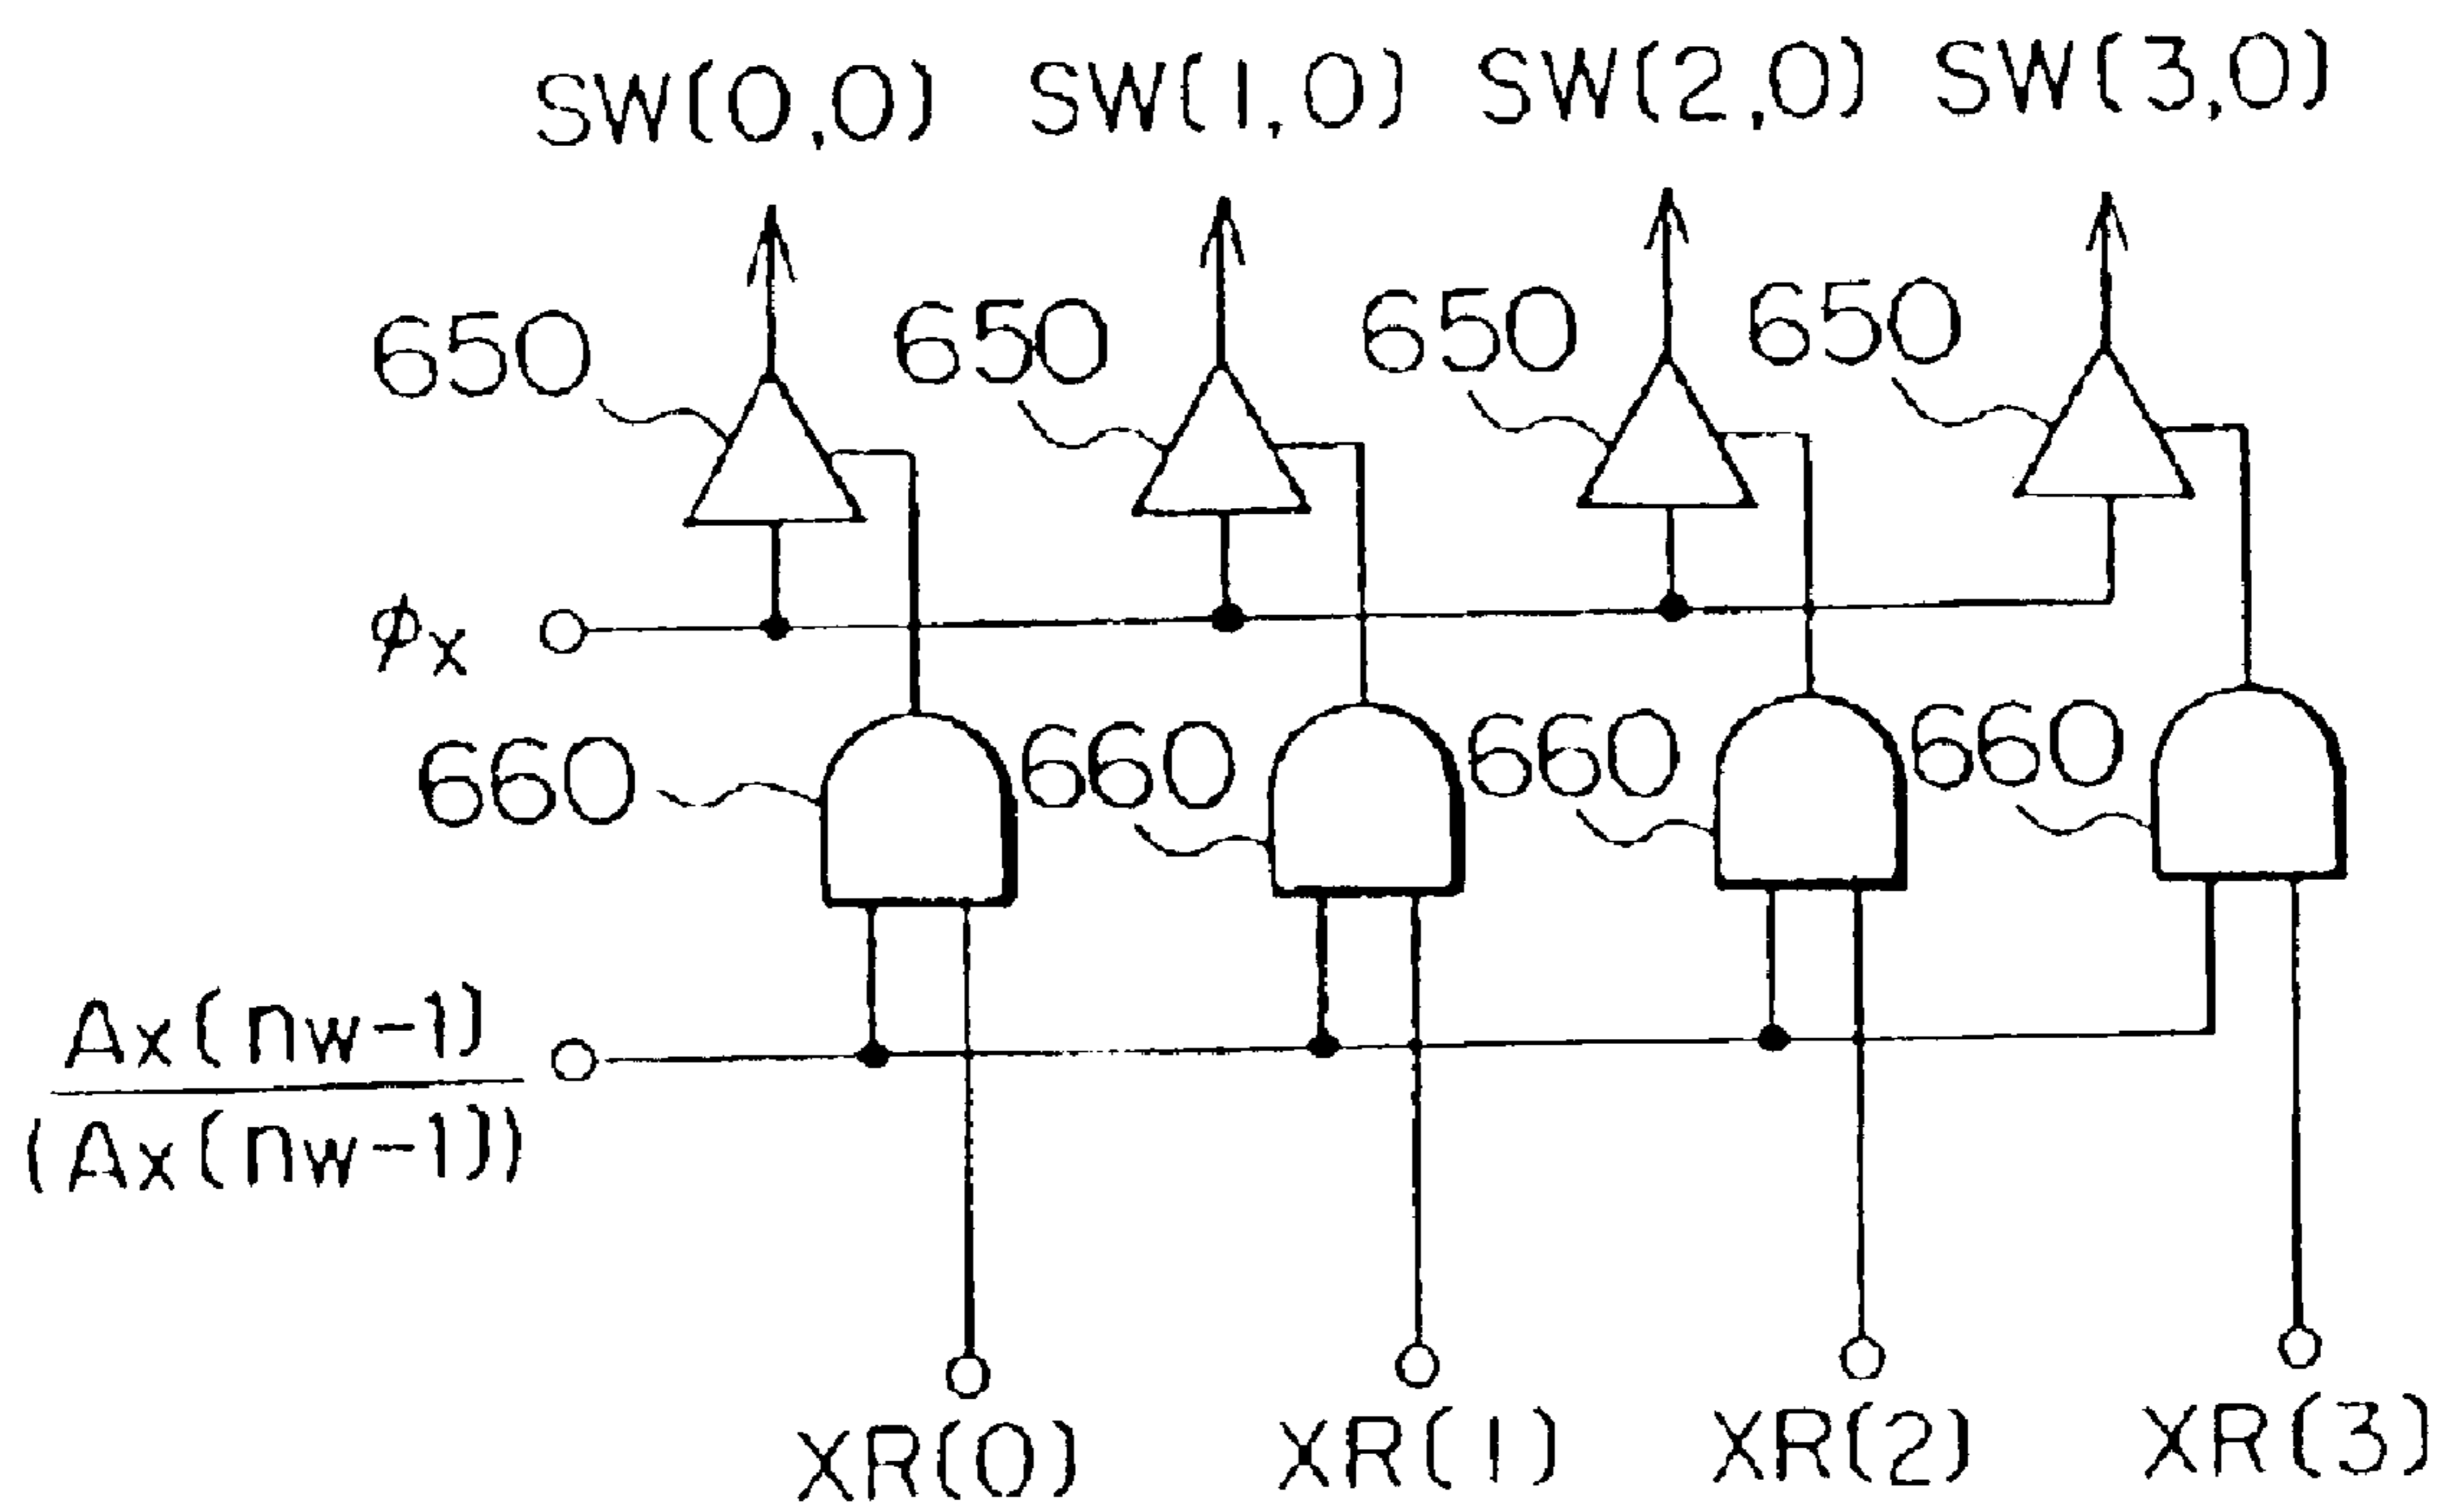 SW(0,0) SW(1,0) SW(2,0) SW(3,0)
650 650 650 650
φx
660 660 660 660
Ax(nw-1)
(Ax(nw-1))
XR(0) XR(1) XR(2) XR(3)